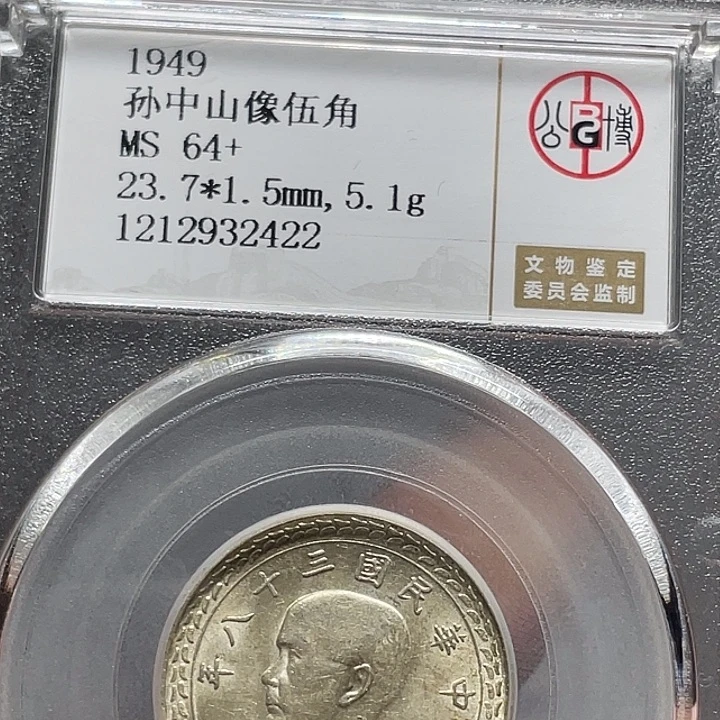 1949
孙中山像伍角
MS 64+
23.7*1.5mm,5.1g
1212932422
公 BG 博
文物鉴定
委员会监制
年八十三國民華中